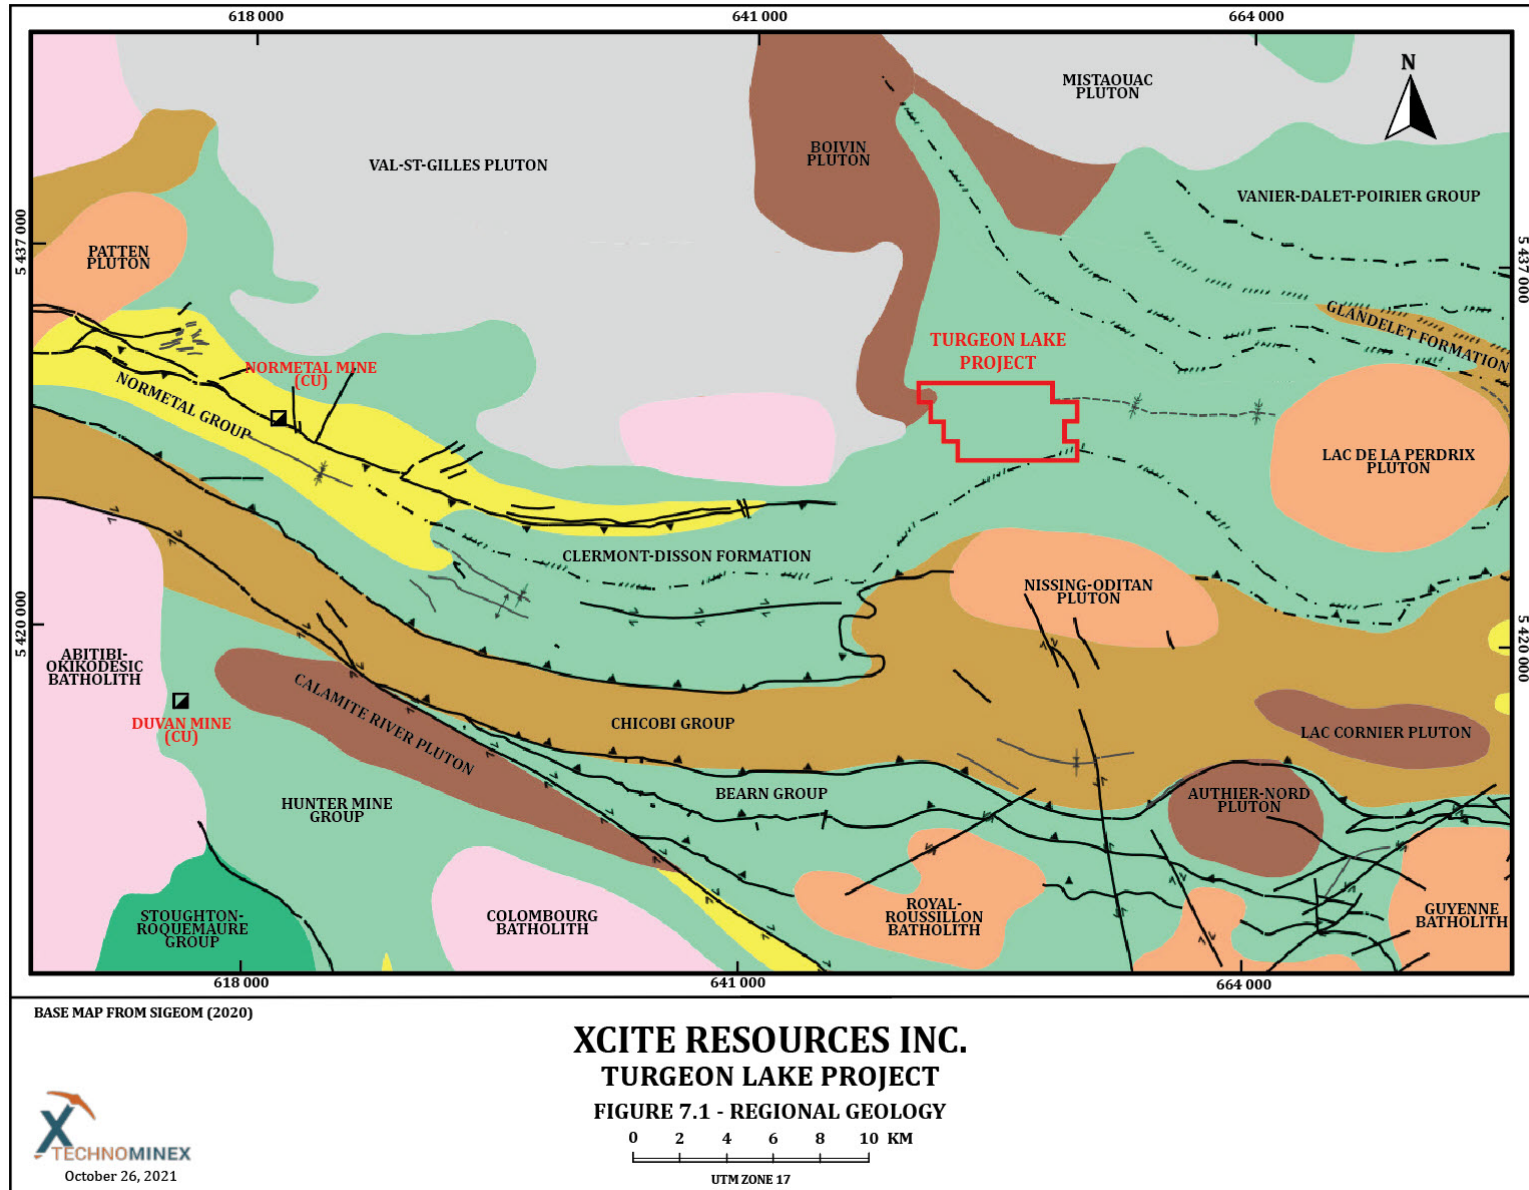 618 000
641 000
664 000
MISTAOUAC
PLUTON
N
BOIVIN
PLUTON
VAL-ST-GILLES PLUTON
VANIER-DALET-POIRIER GROUP
5 437 000
5 437 000
PATTEN
PLUTON
GLANDELET FORMATION
TURGEON LAKE
PROJECT
NORMETAL MINE
(CU)
NORMETAL GROUP
LAC DE LA PERDRIX
PLUTON
CLERMONT-DISSON FORMATION
NISSING-ODITAN
PLUTON
5 420 000
5 420 000
ABITIBI-
OKIKODESIC
BATHOLITH
CALAMITE RIVER PLUTON
DUVAN MINE
(CU)
CHICOBI GROUP
LAC CORNIER PLUTON
BEARN GROUP
AUTHIER-NORD
PLUTON
HUNTER MINE
GROUP
STOUGHTON-
ROQUEMAURE
GROUP
COLOMBOURG
BATHOLITH
ROYAL-
ROUSSILLON
BATHOLITH
GUYENNE
BATHOLITH
618 000
641 000
664 000
BASE MAP FROM SIGEOM (2020)
XCITE RESOURCES INC.
TURGEON LAKE PROJECT
FIGURE 7.1 - REGIONAL GEOLOGY
0 2 4 6 8 10 KM
UTM ZONE 17
X
TECHNOMINEX
October 26, 2021